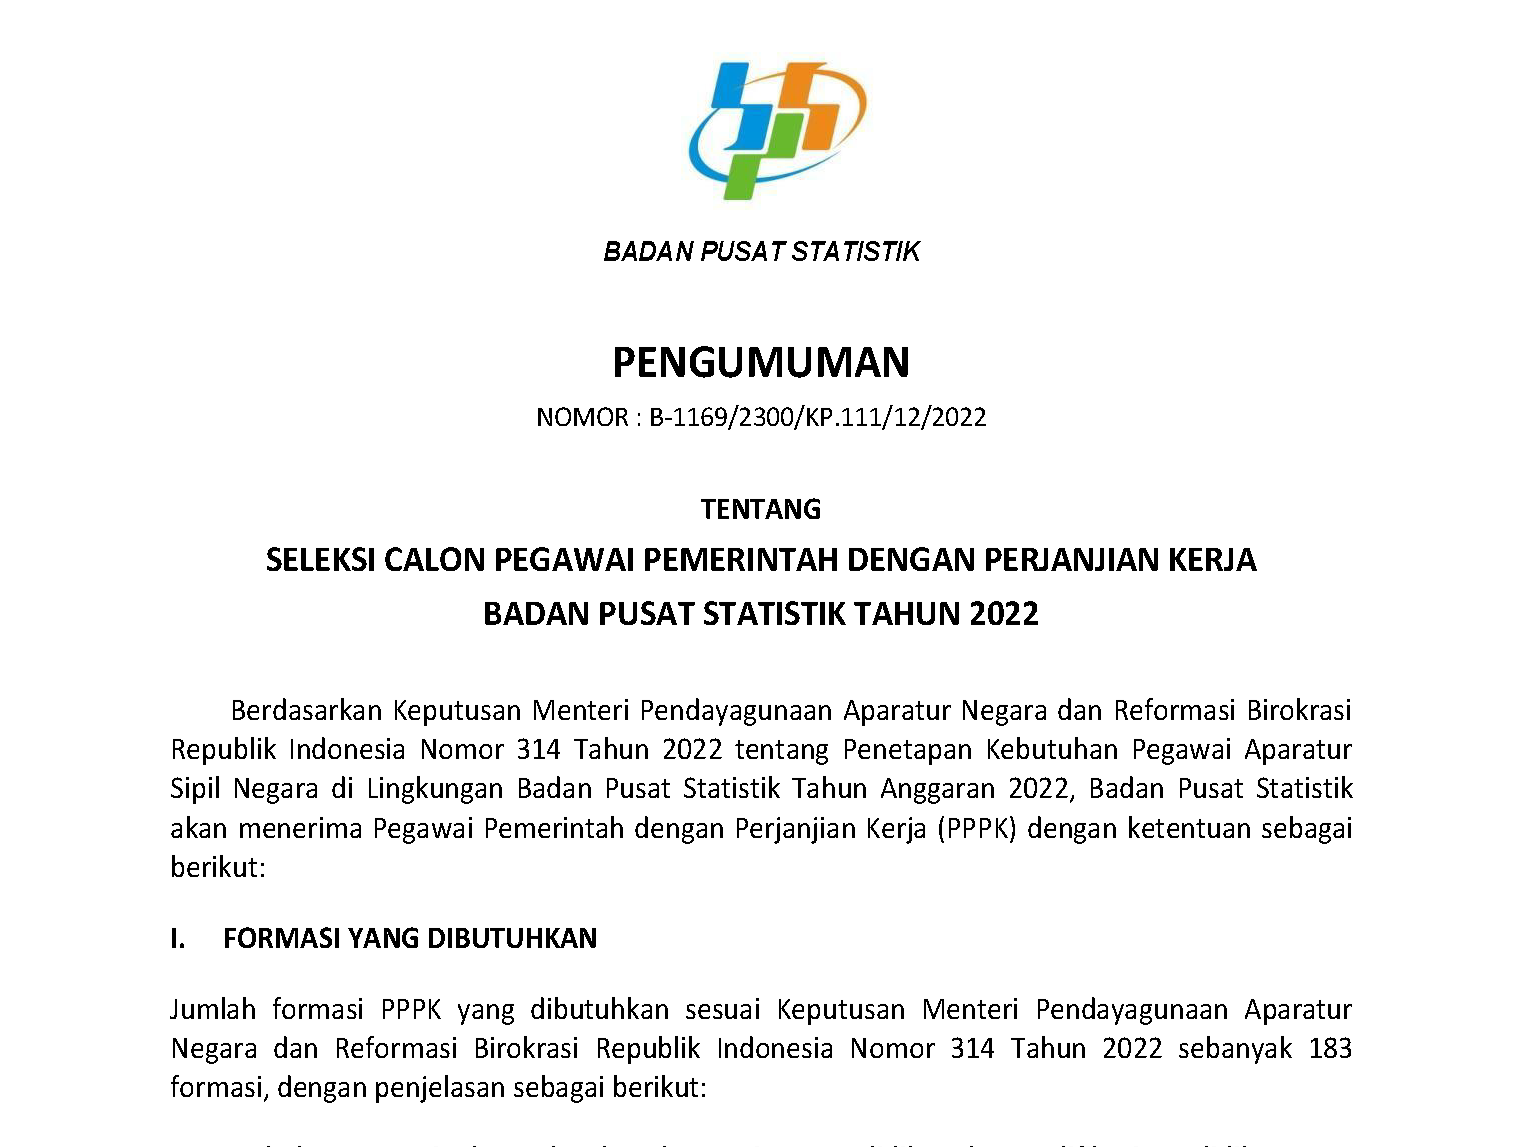 BADAN PUSAT STATISTIK
PENGUMUMAN
NOMOR : B-1169/2300/KP.111/12/2022
TENTANG
SELEKSI CALON PEGAWAI PEMERINTAH DENGAN PERJANJIAN KERJA
BADAN PUSAT STATISTIK TAHUN 2022
Berdasarkan Keputusan Menteri Pendayagunaan Aparatur Negara dan Reformasi Birokrasi
Republik Indonesia Nomor 314 Tahun 2022 tentang Penetapan Kebutuhan Pegawai Aparatur
Sipil Negara di Lingkungan Badan Pusat Statistik Tahun Anggaran 2022, Badan Pusat Statistik
akan menerima Pegawai Pemerintah dengan Perjanjian Kerja (PPPK) dengan ketentuan sebagai
berikut:
I. FORMASI YANG DIBUTUHKAN
Jumlah formasi PPPK yang dibutuhkan sesuai Keputusan Menteri Pendayagunaan Aparatur
Negara dan Reformasi Birokrasi Republik Indonesia Nomor 314 Tahun 2022 sebanyak 183
formasi, dengan penjelasan sebagai berikut: